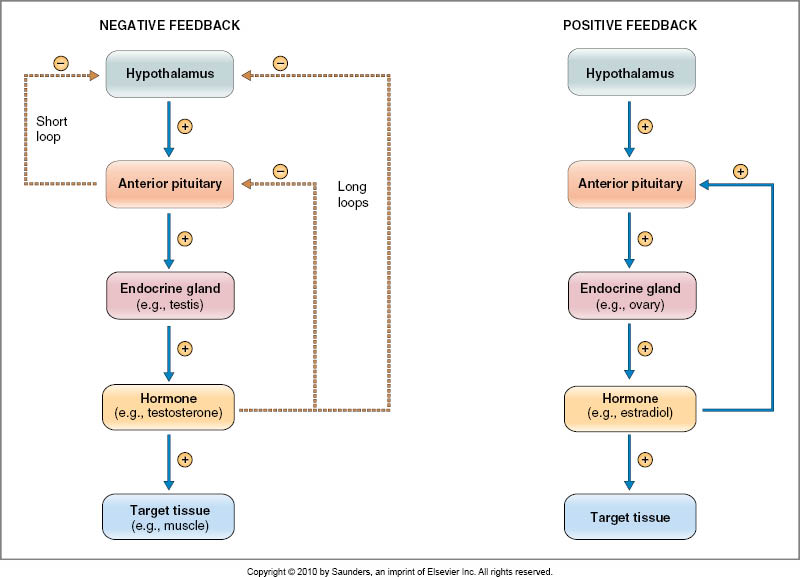 NEGATIVE FEEDBACK
−
Hypothalamus
−
Short
loop
+
Anterior pituitary
−
Long
loops
+
Endocrine gland
(e.g., testis)
+
Hormone
(e.g., testosterone)
+
Target tissue
(e.g., muscle)
POSITIVE FEEDBACK
Hypothalamus
+
Anterior pituitary
+
+
Endocrine gland
(e.g., ovary)
+
Hormone
(e.g., estradiol)
+
Target tissue
Copyright © 2010 by Saunders, an imprint of Elsevier Inc. All rights reserved.